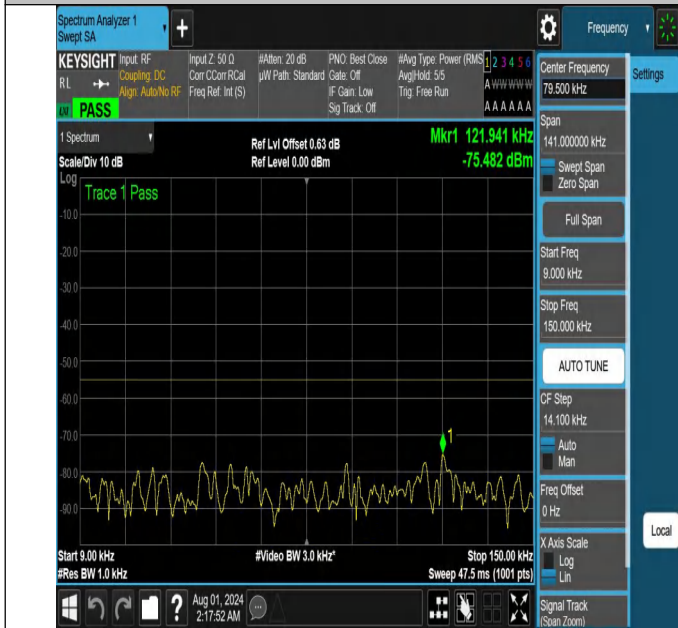 Spectrum Analyzer 1
Swept SA
Frequency
KEYSIGHT
RL
PASS
Input: RF
Coupling: DC
Align: Auto/No RF
Input Z: 50 Ω
Corr CCorr RCal
Freq Ref: Int (S)
#Atten: 20 dB
µW Path: Standard
PNO: Best Close
Gate: Off
IF Gain: Low
Sig Track: Off
#Avg Type: Power (RMS
Avg|Hold: 5/5
Trig: Free Run
1 2 3 4 5 6
A W W W W W
A A A A A A
1 Spectrum
Scale/Div 10 dB
Ref Lvl Offset 0.63 dB
Ref Level 0.00 dBm
Mkr1 121.941 kHz
-75.482 dBm
Log
Trace 1 Pass
-10.0
-20.0
-30.0
-40.0
-50.0
-60.0
-70.0
-80.0
-90.0
1
Start 9.00 kHz
#Res BW 1.0 kHz
#Video BW 3.0 kHz*
Stop 150.00 kHz
Sweep 47.5 ms (1001 pts)
Center Frequency
79.500 kHz
Settings
Span
141.000000 kHz
Swept Span
Zero Span
Full Span
Start Freq
9.000 kHz
Stop Freq
150.000 kHz
AUTO TUNE
CF Step
14.100 kHz
Auto
Man
Freq Offset
0 Hz
X Axis Scale
Log
Lin
Local
Signal Track
(Span Zoom)
?
Aug 01, 2024
2:17:52 AM